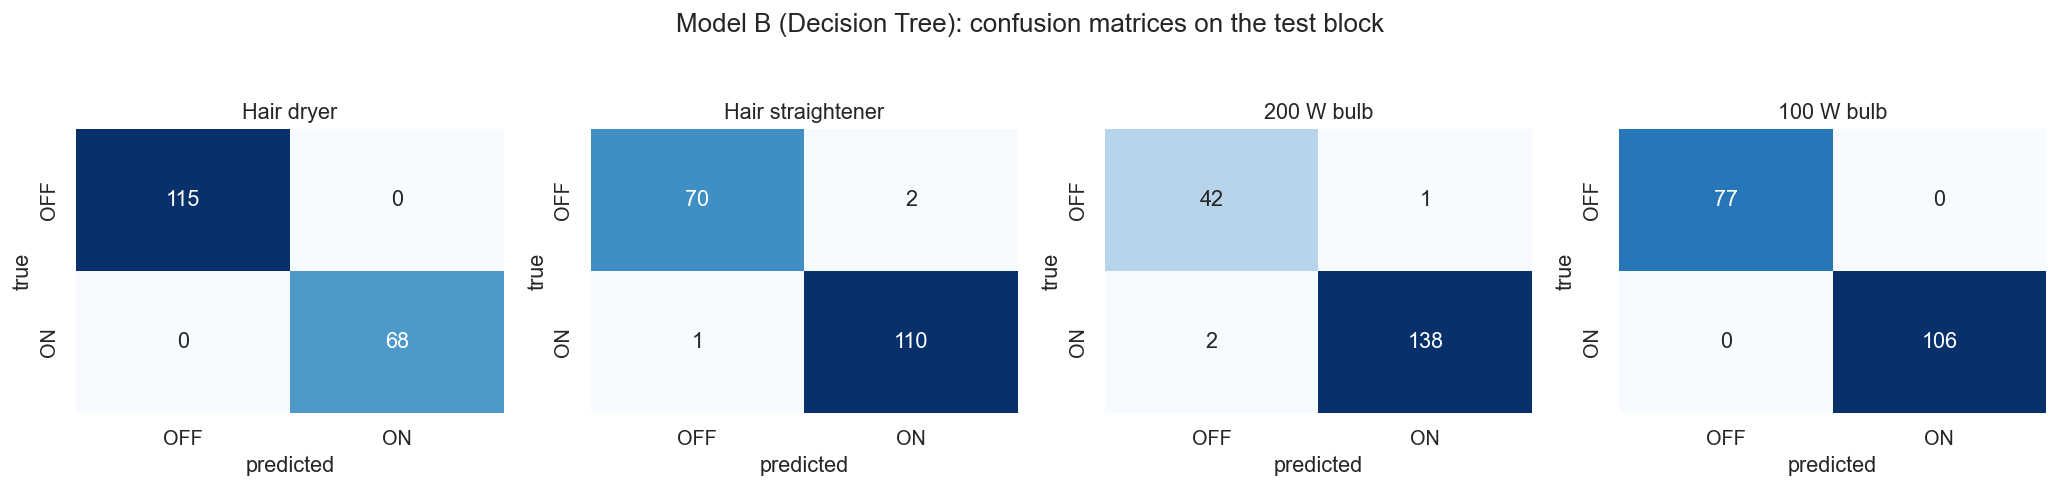 Model B (Decision Tree): confusion matrices on the test block
Hair dryer
true
OFF
115
0
ON
0
68
OFF
ON
predicted
Hair straightener
true
OFF
70
2
ON
1
110
OFF
ON
predicted
200 W bulb
true
OFF
42
1
ON
2
138
OFF
ON
predicted
100 W bulb
true
OFF
77
0
ON
0
106
OFF
ON
predicted